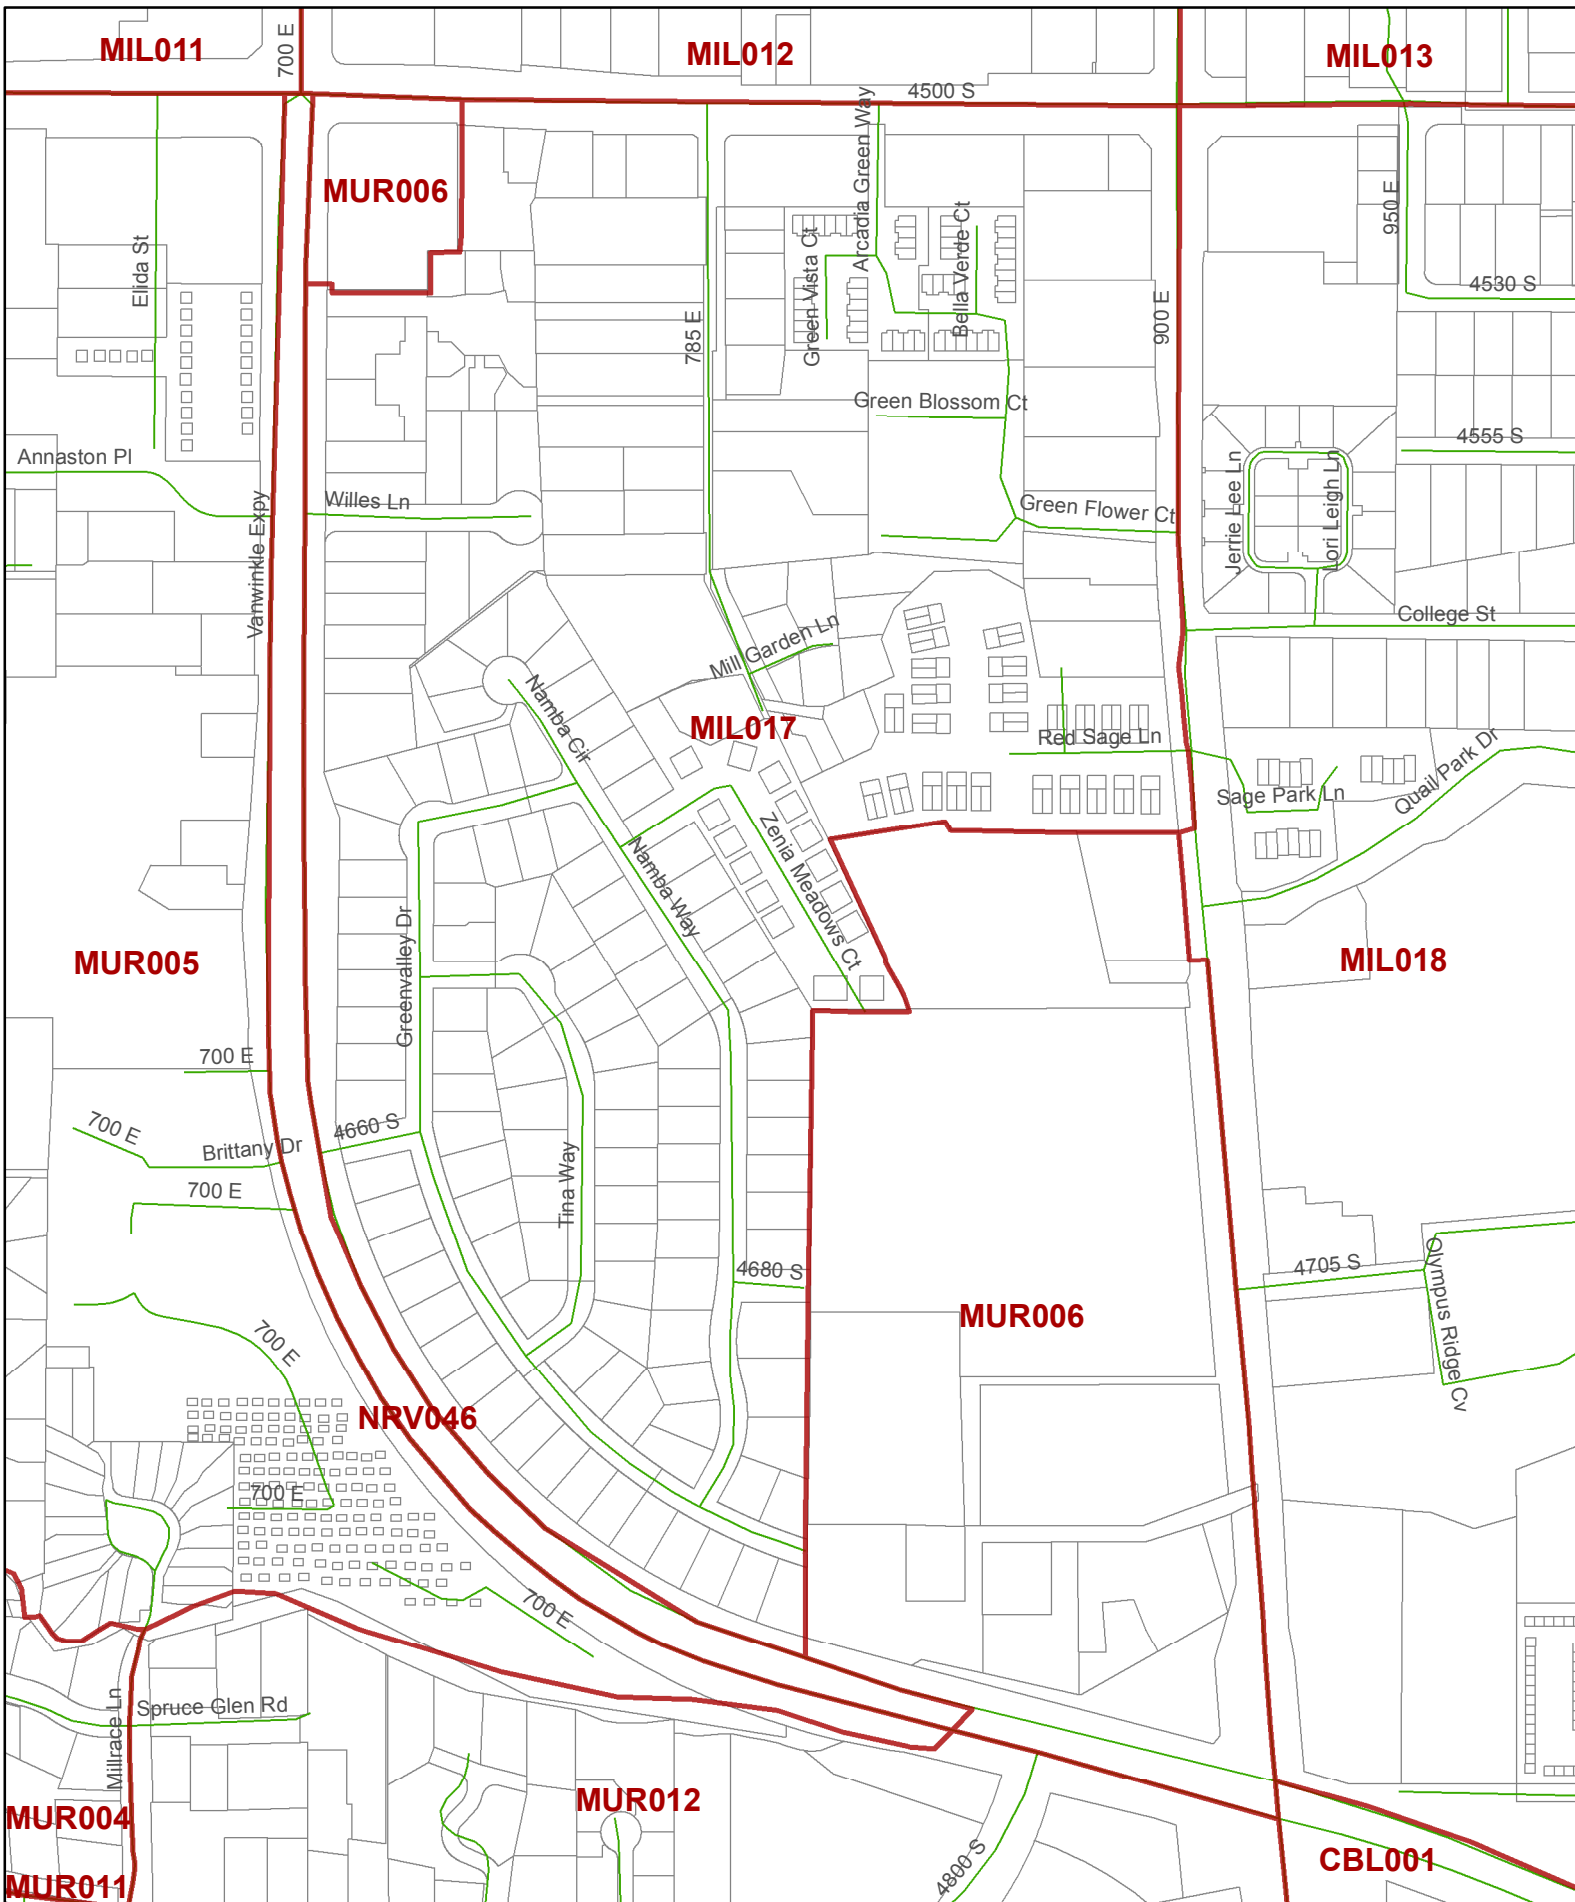 MIL011
700 E
MIL012
MIL013
4500 S
MUR006
Arcadia Green Way
950 E
Elida St
Green Vista Ct
Bella Verde Ct
4530 S
785 E
900 E
Green Blossom Ct
Annaston Pl
4555 S
Willes Ln
Vanwinkle Expy
Green Flower Ct
Jerrie Lee Ln
Lori Leigh Ln
College St
Mill Garden Ln
Namba Cir
MIL017
Red Sage Ln
Quail Park Dr
Sage Park Ln
Zenia Meadows Ct
Namba Way
Greenvalley Dr
MUR005
MIL018
700 E
700 E
Brittany Dr
4660 S
700 E
Tina Way
4680 S
4705 S
Olympus Ridge Cv
MUR006
700 E
NRV046
700 E
700 E
Spruce Glen Rd
Millrace Ln
MUR012
MUR004
4800 S
CBL001
MUR011